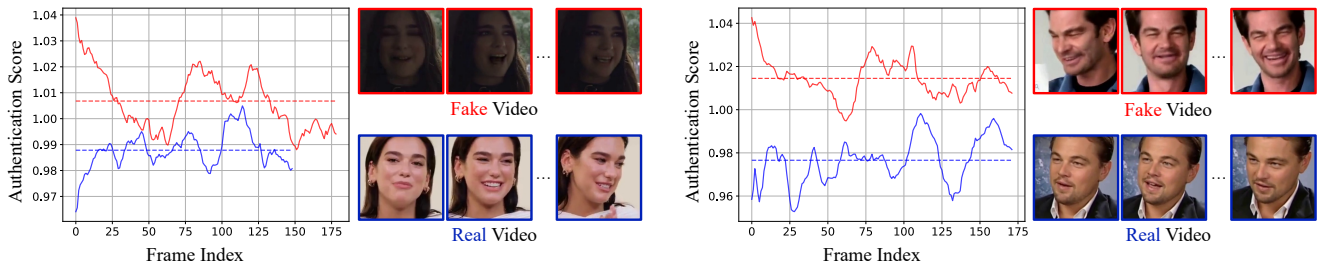 Authentication Score
1.04
1.03
1.02
1.01
1.00
0.99
0.98
0.97
0 25 50 75 100 125 150 175
Frame Index
...
Fake Video
...
Real Video
Authentication Score
1.04
1.02
1.00
0.98
0.96
0 25 50 75 100 125 150 175
Frame Index
...
Fake Video
...
Real Video